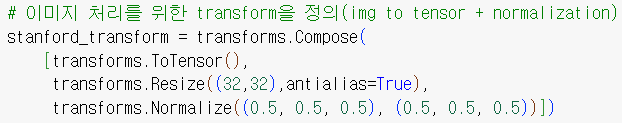 # 이미지 처리를 위한 transform을 정의(img to tensor + normalization)
stanford_transform = transforms.Compose(
    [transforms.ToTensor(),
     transforms.Resize((32,32),antialias=True),
     transforms.Normalize((0.5, 0.5, 0.5), (0.5, 0.5, 0.5))])